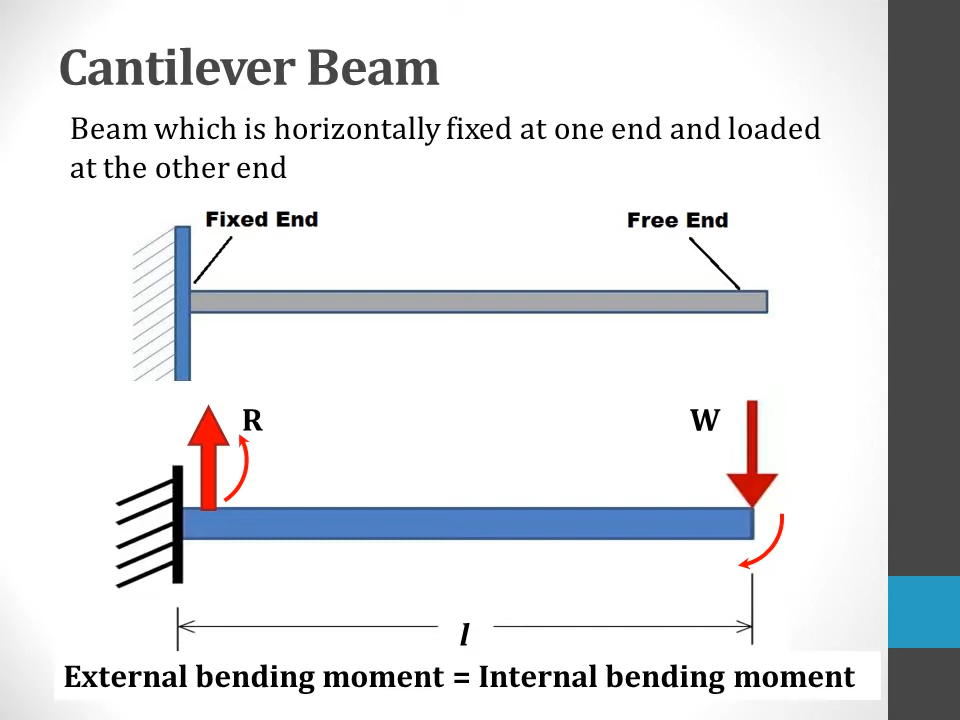 Cantilever Beam
Beam which is horizontally fixed at one end and loaded
at the other end
Fixed End
Free End
R
W
l
External bending moment = Internal bending moment